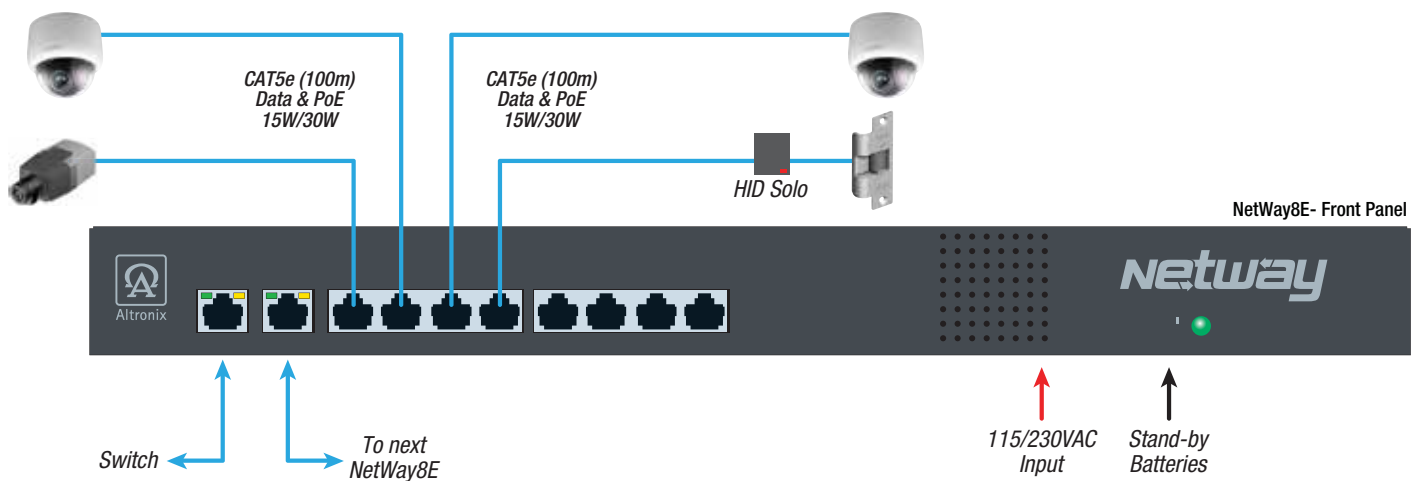 CAT5e (100m)
Data & PoE
15W/30W
CAT5e (100m)
Data & PoE
15W/30W
HID Solo
NetWay8E- Front Panel
Altronix
Netway
Switch
To next
NetWay8E
115/230VAC
Input
Stand-by
Batteries